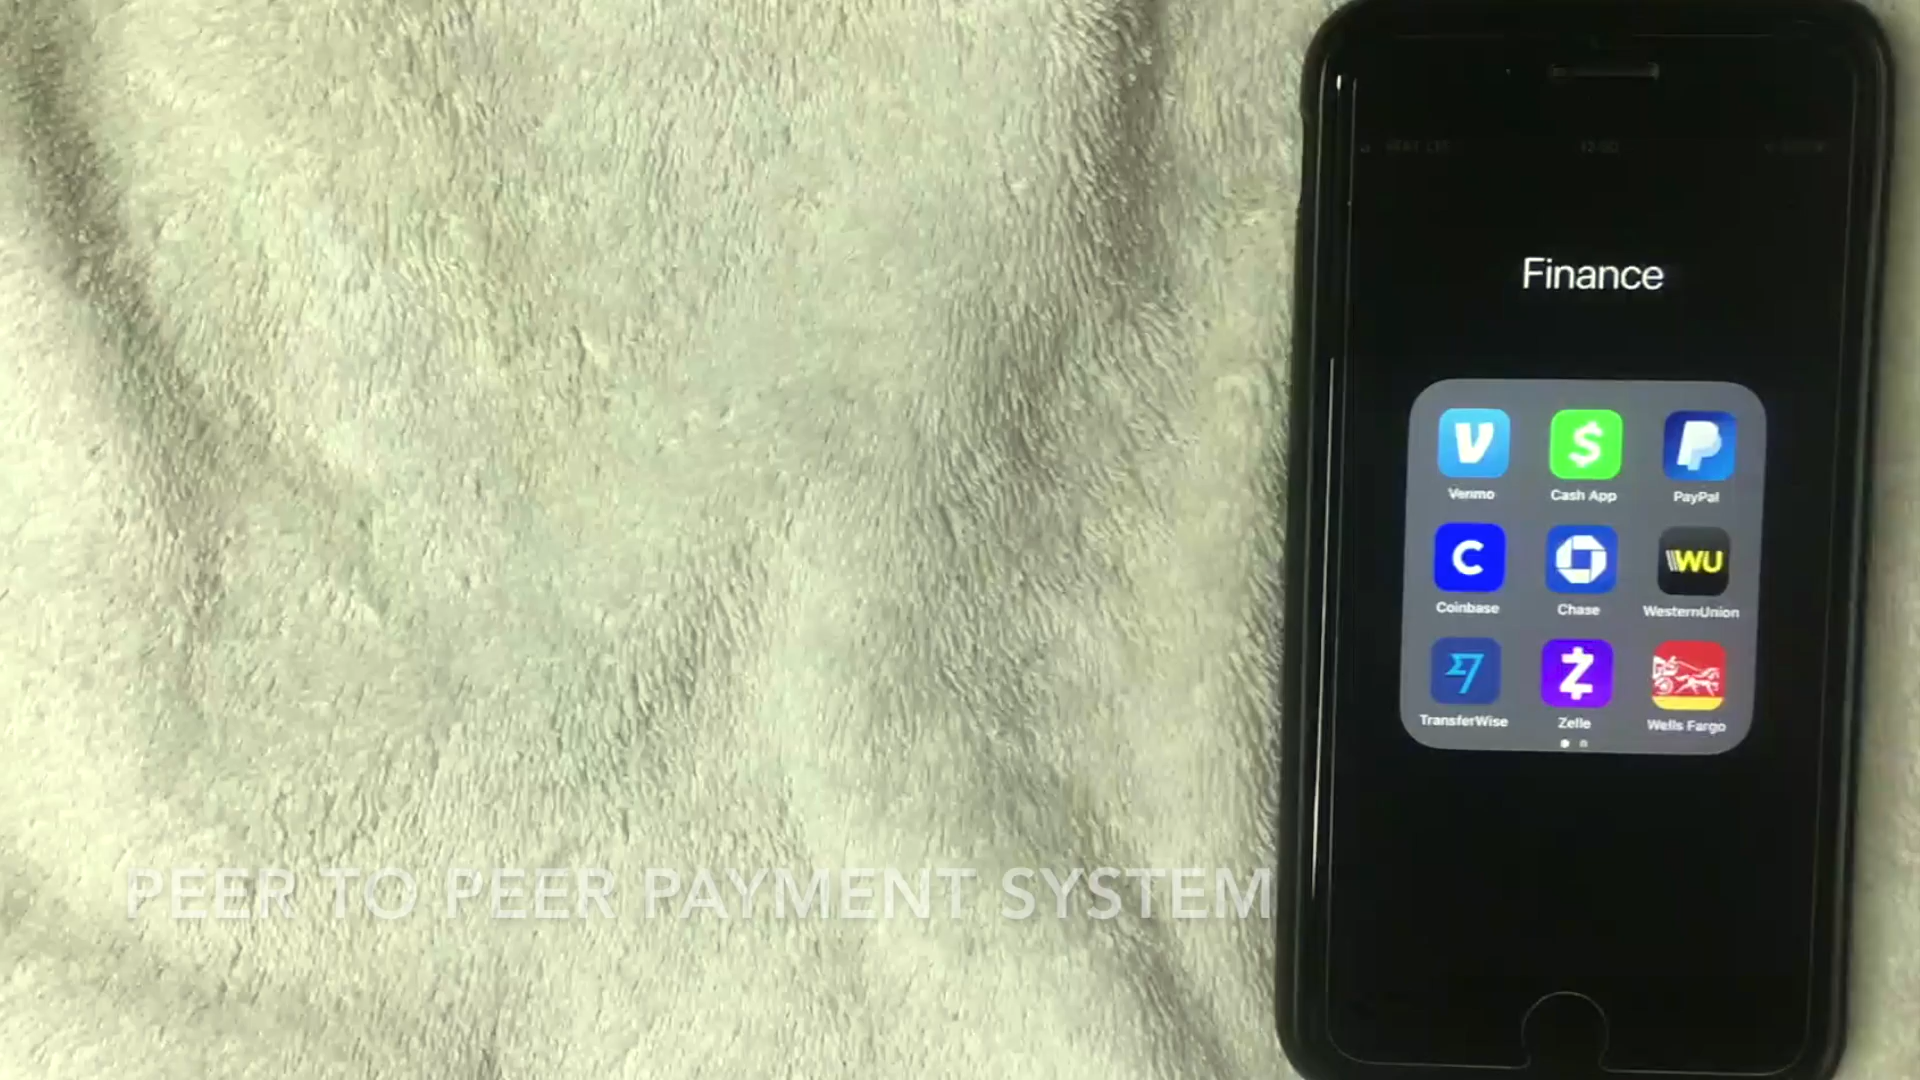 Finance
Venmo Cash App PayPal
Coinbase Chase WU WesternUnion
TransferWise Zelle Wells Fargo
PEER TO PEER PAYMENT SYSTEM